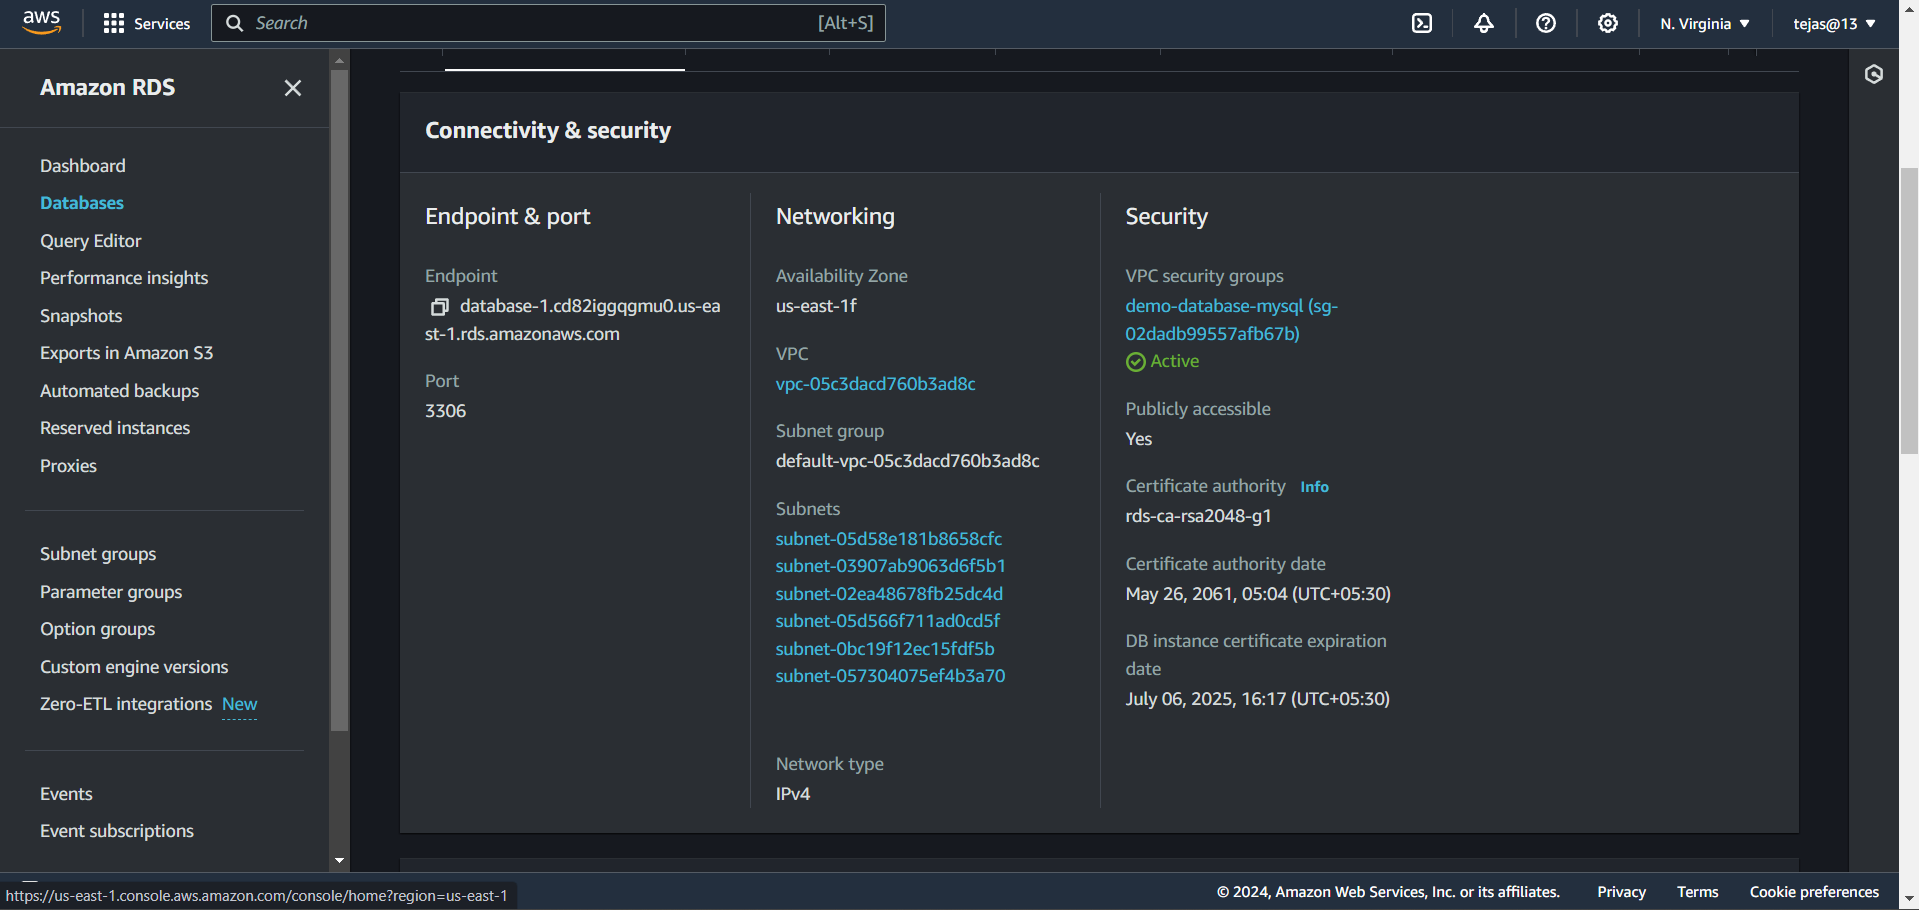 aws
Services
Search
[Alt+S]
N. Virginia
tejas@13
Amazon RDS
Dashboard
Databases
Query Editor
Performance insights
Snapshots
Exports in Amazon S3
Automated backups
Reserved instances
Proxies
Subnet groups
Parameter groups
Option groups
Custom engine versions
Zero-ETL integrations New
Events
Event subscriptions
Connectivity & security
Endpoint & port
Endpoint
database-1.cd82iggqgmu0.us-ea
st-1.rds.amazonaws.com
Port
3306
Networking
Availability Zone
us-east-1f
VPC
vpc-05c3dacd760b3ad8c
Subnet group
default-vpc-05c3dacd760b3ad8c
Subnets
subnet-05d58e181b8658cfc
subnet-03907ab9063d6f5b1
subnet-02ea48678fb25dc4d
subnet-05d566f711ad0cd5f
subnet-0bc19f12ec15fdf5b
subnet-057304075ef4b3a70
Network type
IPv4
Security
VPC security groups
demo-database-mysql (sg-
02dadb99557afb67b)
Active
Publicly accessible
Yes
Certificate authority Info
rds-ca-rsa2048-g1
Certificate authority date
May 26, 2061, 05:04 (UTC+05:30)
DB instance certificate expiration
date
July 06, 2025, 16:17 (UTC+05:30)
https://us-east-1.console.aws.amazon.com/console/home?region=us-east-1
© 2024, Amazon Web Services, Inc. or its affiliates.
Privacy
Terms
Cookie preferences